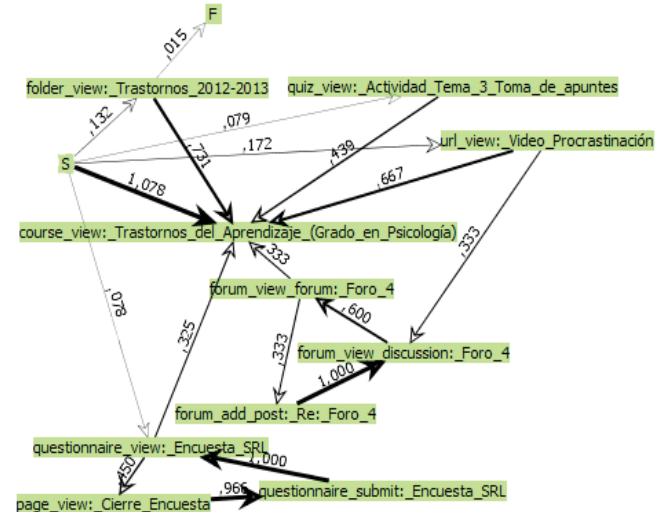 F
,015
folder_view:_Trastornos_2012-2013
quiz_view:_Actividad_Tema_3_Toma_de_apuntes
,132
,079
,731
,439
,172
url_view:_Video_Procrastinación
S
1,078
,667
course_view:_Trastornos_del_Aprendizaje_(Grado_en_Psicología)
,333
,333
forum_view_forum:_Foro_4
,078
,325
,600
,333
forum_view_discussion:_Foro_4
1,000
forum_add_post:_Re:_Foro_4
questionnaire_view:_Encuesta_SRL
1,000
,450
,966
questionnaire_submit:_Encuesta_SRL
page_view:_Cierre_Encuesta